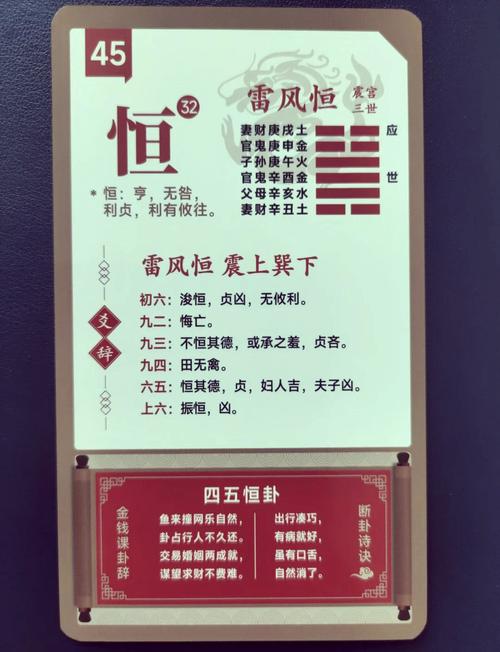 45
恒
32
雷风恒
震宫
三世
妻财庚戌土
应
官鬼庚申金
子孙庚午火
官鬼辛酉金
世
父母辛亥水
妻财辛丑土
* 恒：亨，无咎，
利贞，利有攸往。
雷风恒 震上巽下
爻辞
初六：浚恒，贞凶，无攸利。
九二：悔亡。
九三：不恒其德，或承之羞，贞吝。
九四：田无禽。
六五：恒其德，贞，妇人吉，夫子凶。
上六：振恒，凶。
四五恒卦
金钱课卦辞
鱼来撞网乐自然，
卦占行人不久还。
交易婚姻两成就，
谋望求财不费难。
出行凑巧，
有病就好，
虽有口舌，
自然消了。
断卦诗诀